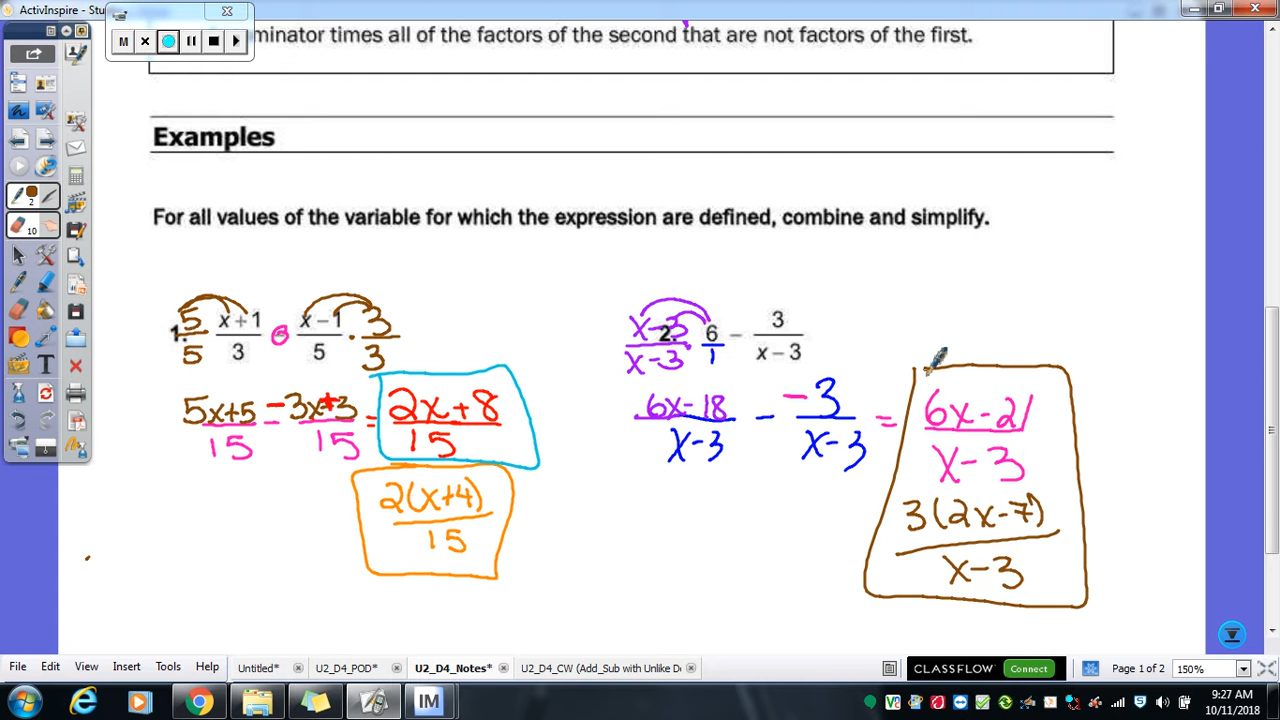 ActivInspire - Stu
M
minator times all of the factors of the second that are not factors of the first.
Examples
For all values of the variable for which the expression are defined, combine and simplify.
1. 5/5 x+1/3 x−1/5 · 3/3
5x+5/15 − 3x+3/15 = 2x+8/15
2(x+4)/15
2. x−3/x−3 6/1 − 3/x−3
6x−18/x−3 − −3/x−3 = 6x−21/x−3
3(2x−7)/x−3
2
10
T
File Edit View Insert Tools Help Untitled* U2_D4_POD* U2_D4_Notes* U2_D4_CW (Add_Sub with Unlike De
CLASSFLOW Connect Page 1 of 2 150%
IM
9:27 AM
10/11/2018